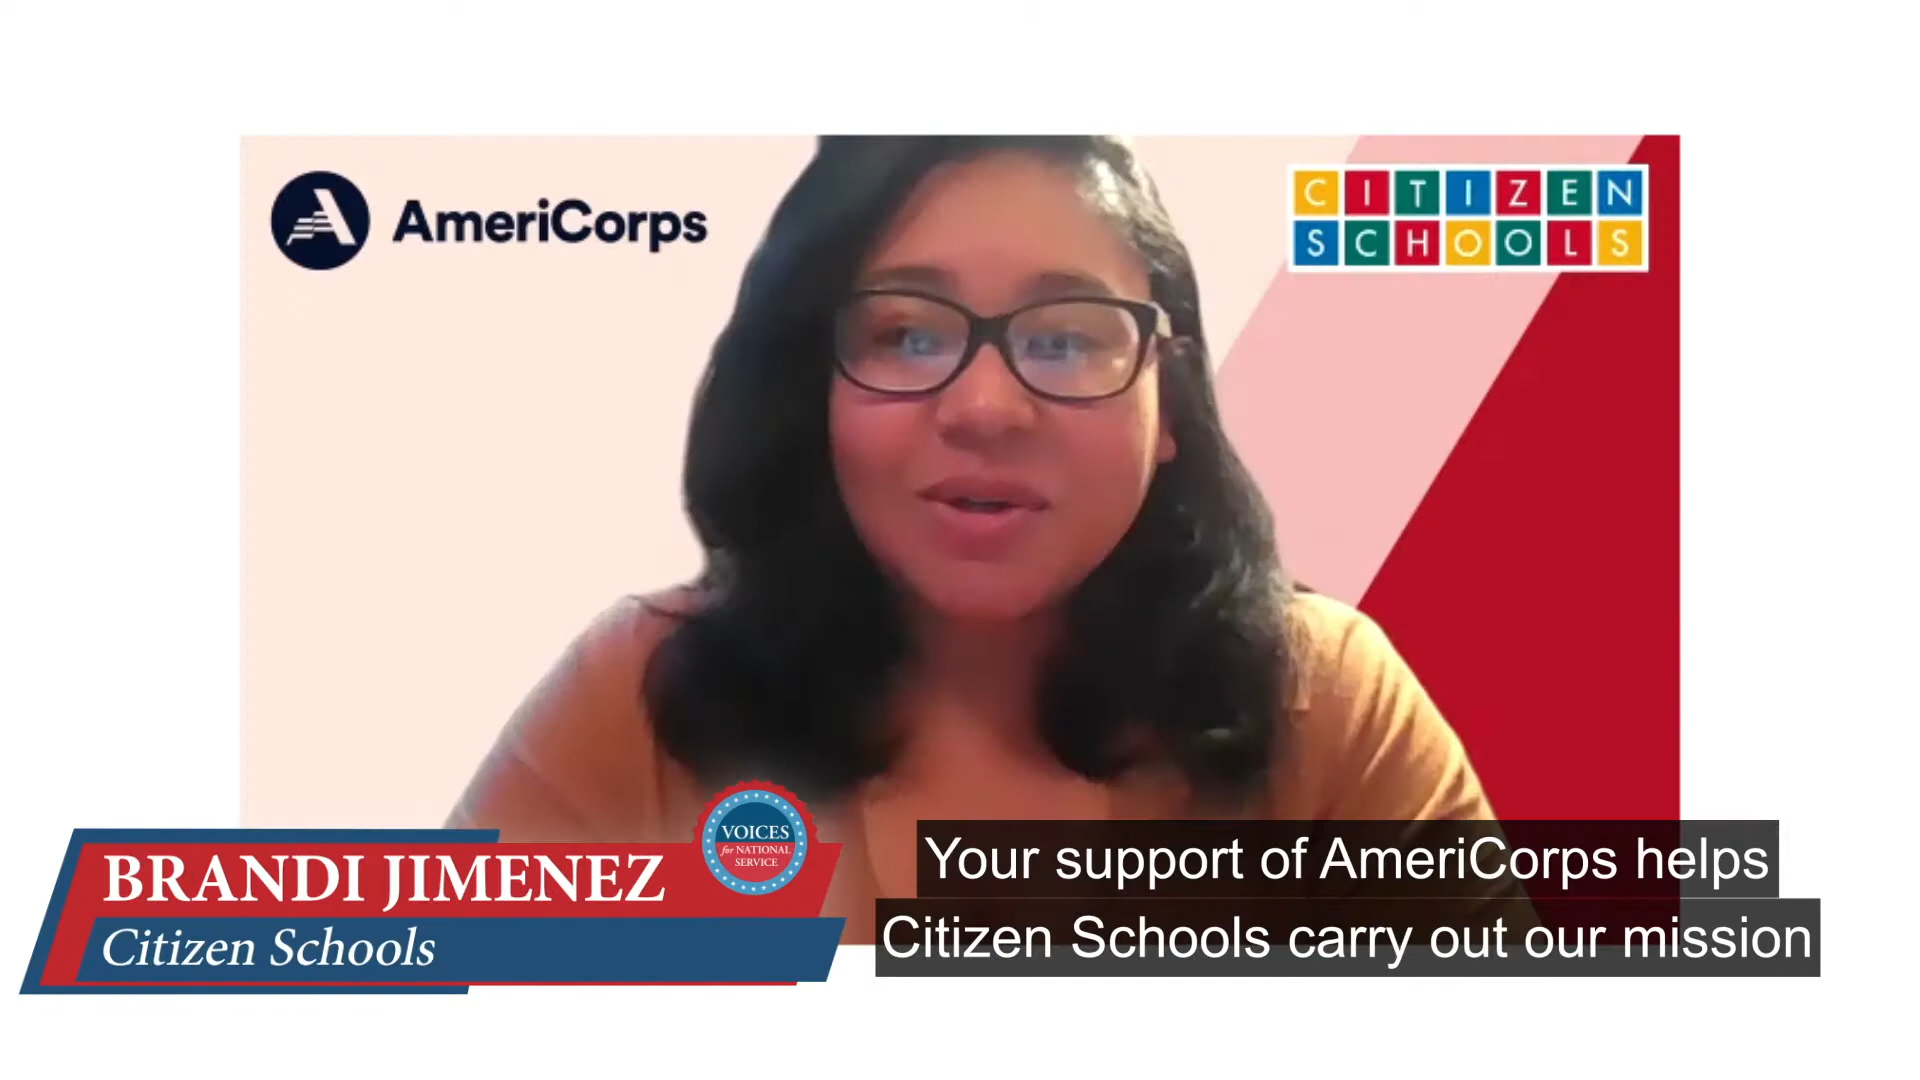 AmeriCorps
CITIZEN
SCHOOLS
VOICES
for NATIONAL
SERVICE
BRANDI JIMENEZ
Citizen Schools
Your support of AmeriCorps helps
Citizen Schools carry out our mission